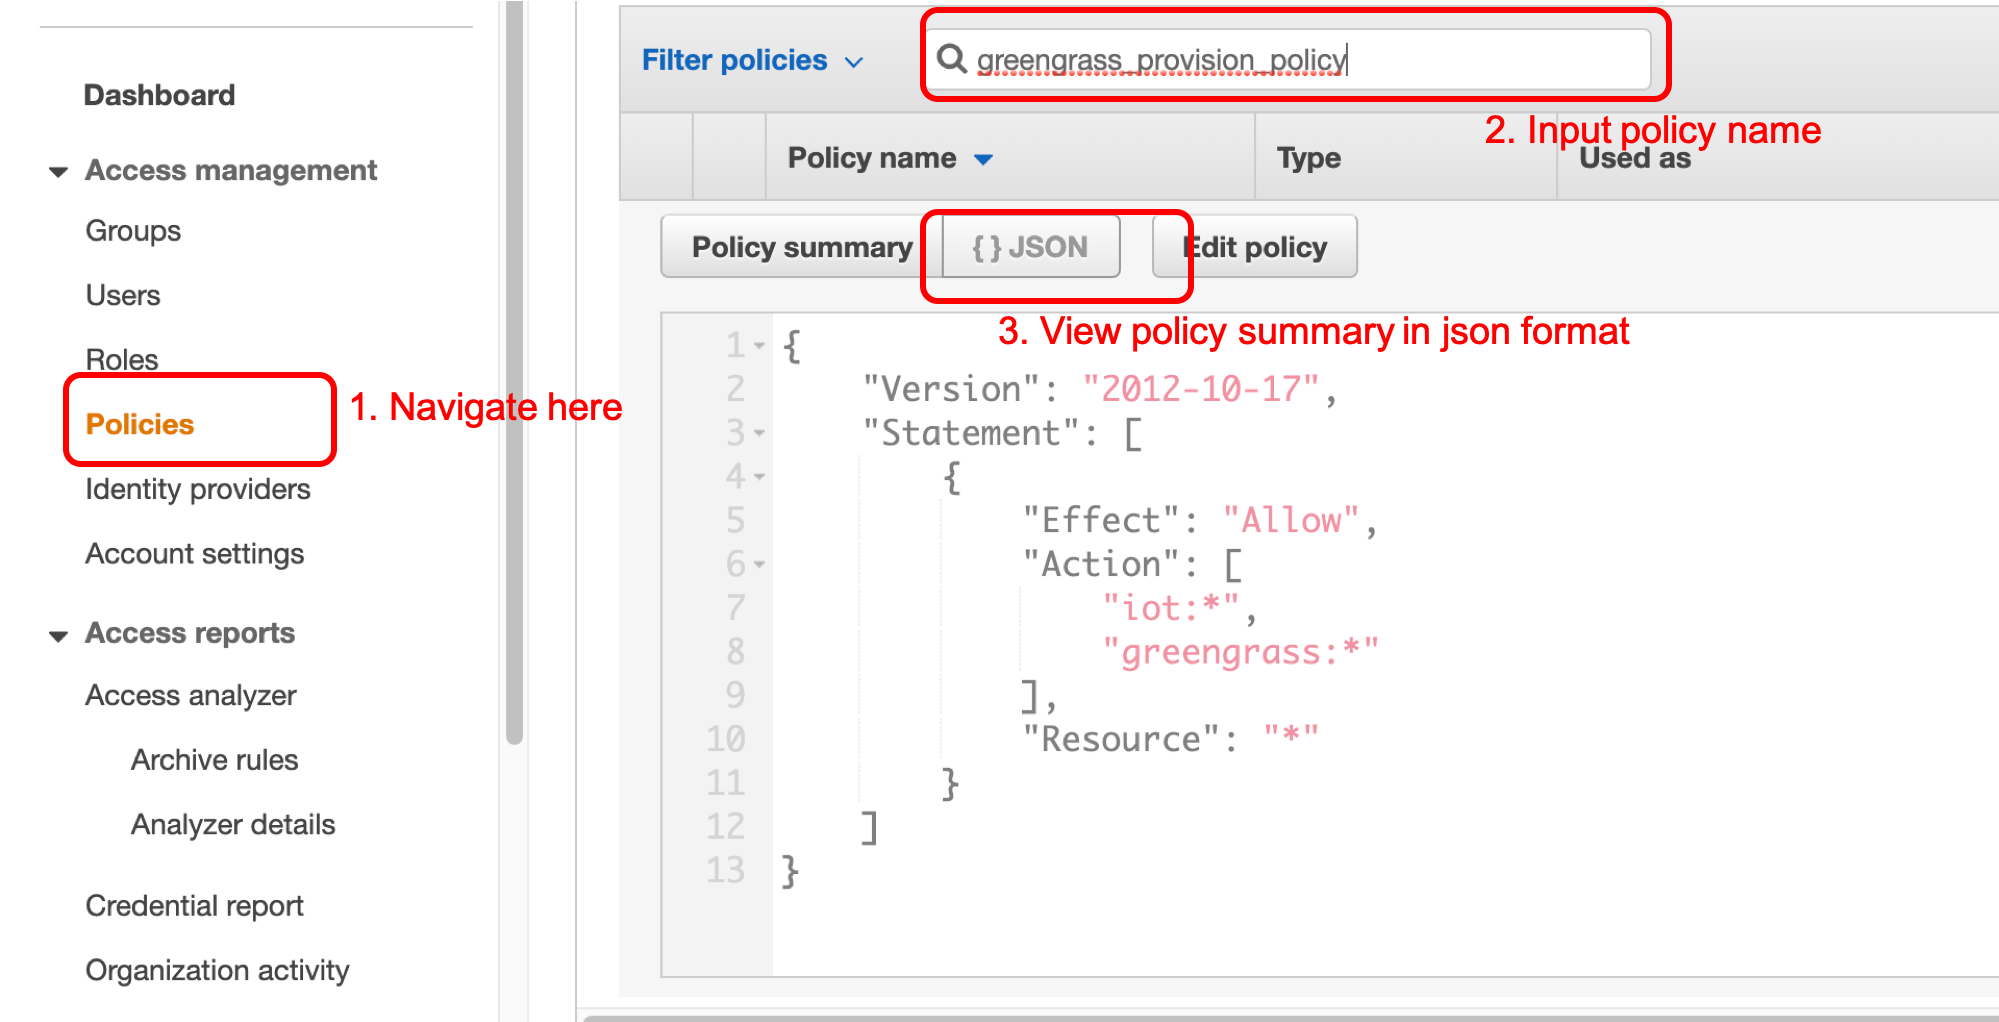 Dashboard
Access management
Groups
Users
Roles
Policies
1. Navigate here
Identity providers
Account settings
Access reports
Access analyzer
Archive rules
Analyzer details
Credential report
Organization activity
Filter policies
greengrass_provision_policy
2. Input policy name
Policy name
Type
Used as
Policy summary
{ } JSON
Edit policy
3. View policy summary in json format
1 {
2 "Version": "2012-10-17",
3 "Statement": [
4 {
5 "Effect": "Allow",
6 "Action": [
7 "iot:*",
8 "greengrass:*"
9 ],
10 "Resource": "*"
11 }
12 ]
13 }